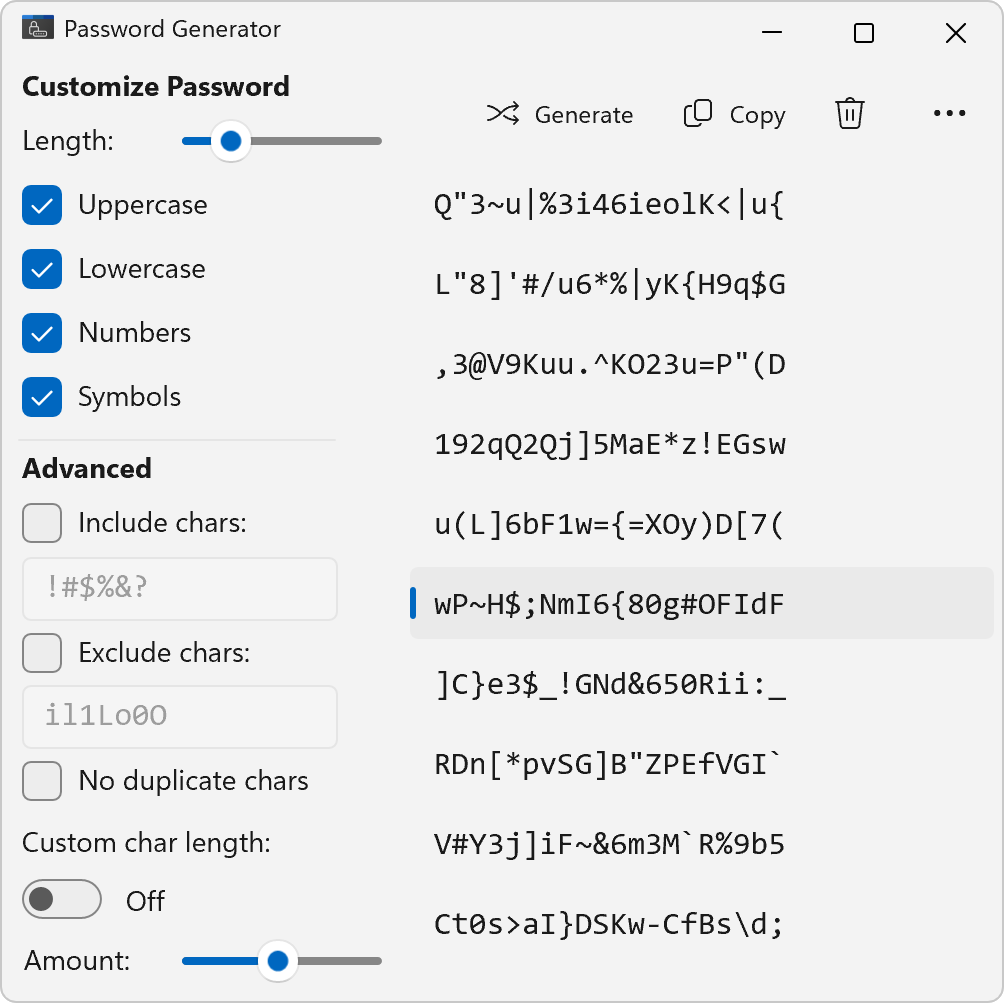 Password Generator
Customize Password
Length:
Uppercase
Lowercase
Numbers
Symbols
Advanced
Include chars:
!#$%&?
Exclude chars:
il1Lo0O
No duplicate chars
Custom char length:
Off
Amount:
Generate
Copy
Q"3~u|%3i46ieolK<|u{
L"8]'#/u6*%|yK{H9q$G
,3@V9Kuu.^KO23u=P"(D
192qQ2Qj]5MaE*z!EGsw
u(L]6bF1w={=XOy)D[7(
wP~H$;NmI6{80g#OFIdF
]C}e3$_!GNd&650Rii:_
RDn[*pvSG]B"ZPEfVGI`
V#Y3j]iF~&6m3M`R%9b5
Ct0s>aI}DSKw-CfBs\d;